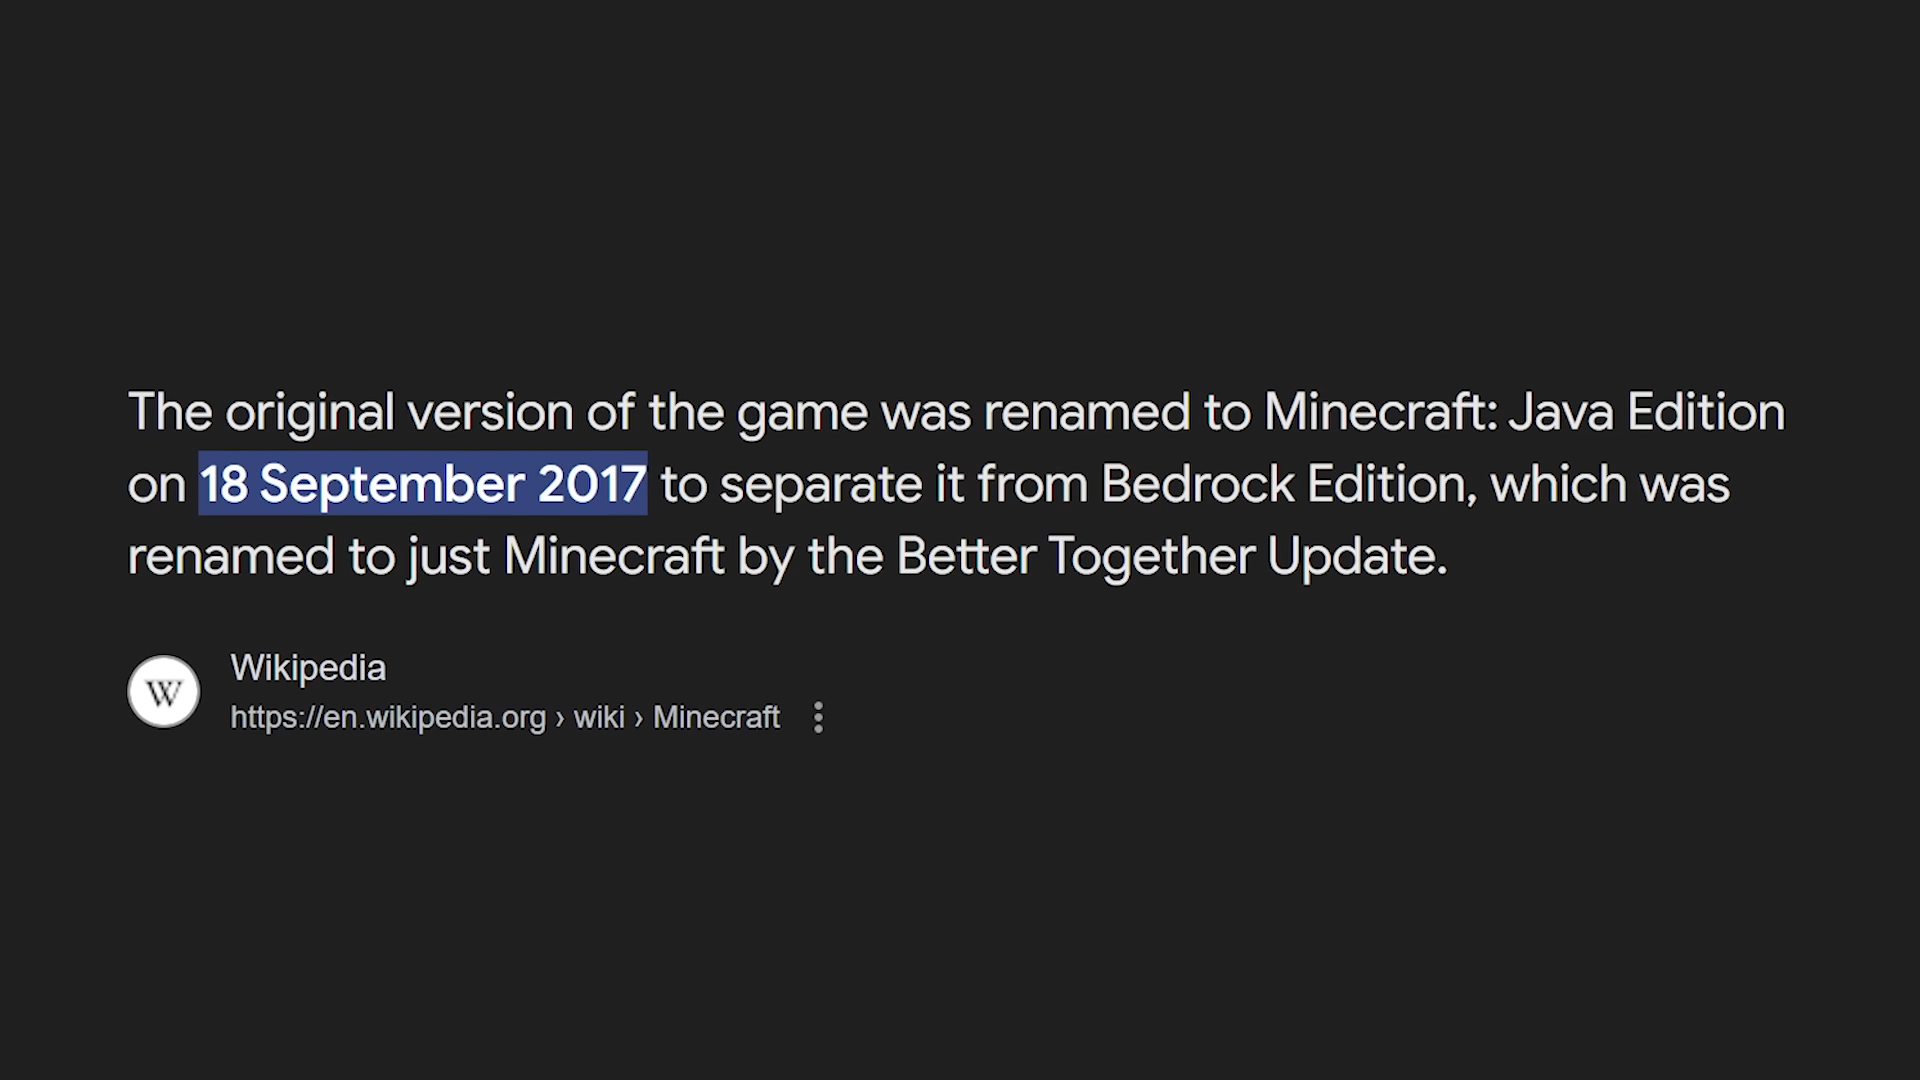 The original version of the game was renamed to Minecraft: Java Edition
on 18 September 2017 to separate it from Bedrock Edition, which was
renamed to just Minecraft by the Better Together Update.
W
Wikipedia
https://en.wikipedia.org › wiki › Minecraft